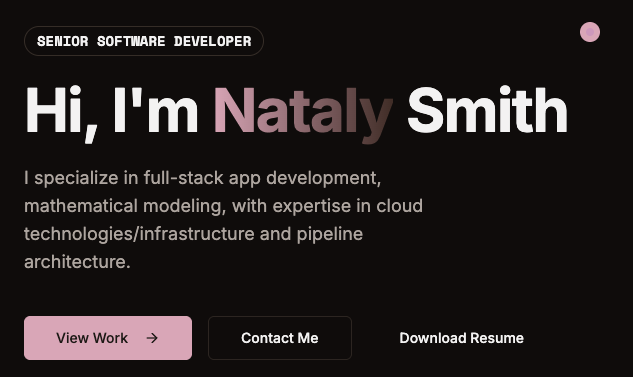 SENIOR SOFTWARE DEVELOPER
Hi, I'm Nataly Smith
I specialize in full-stack app development,
mathematical modeling, with expertise in cloud
technologies/infrastructure and pipeline
architecture.
View Work → Contact Me Download Resume